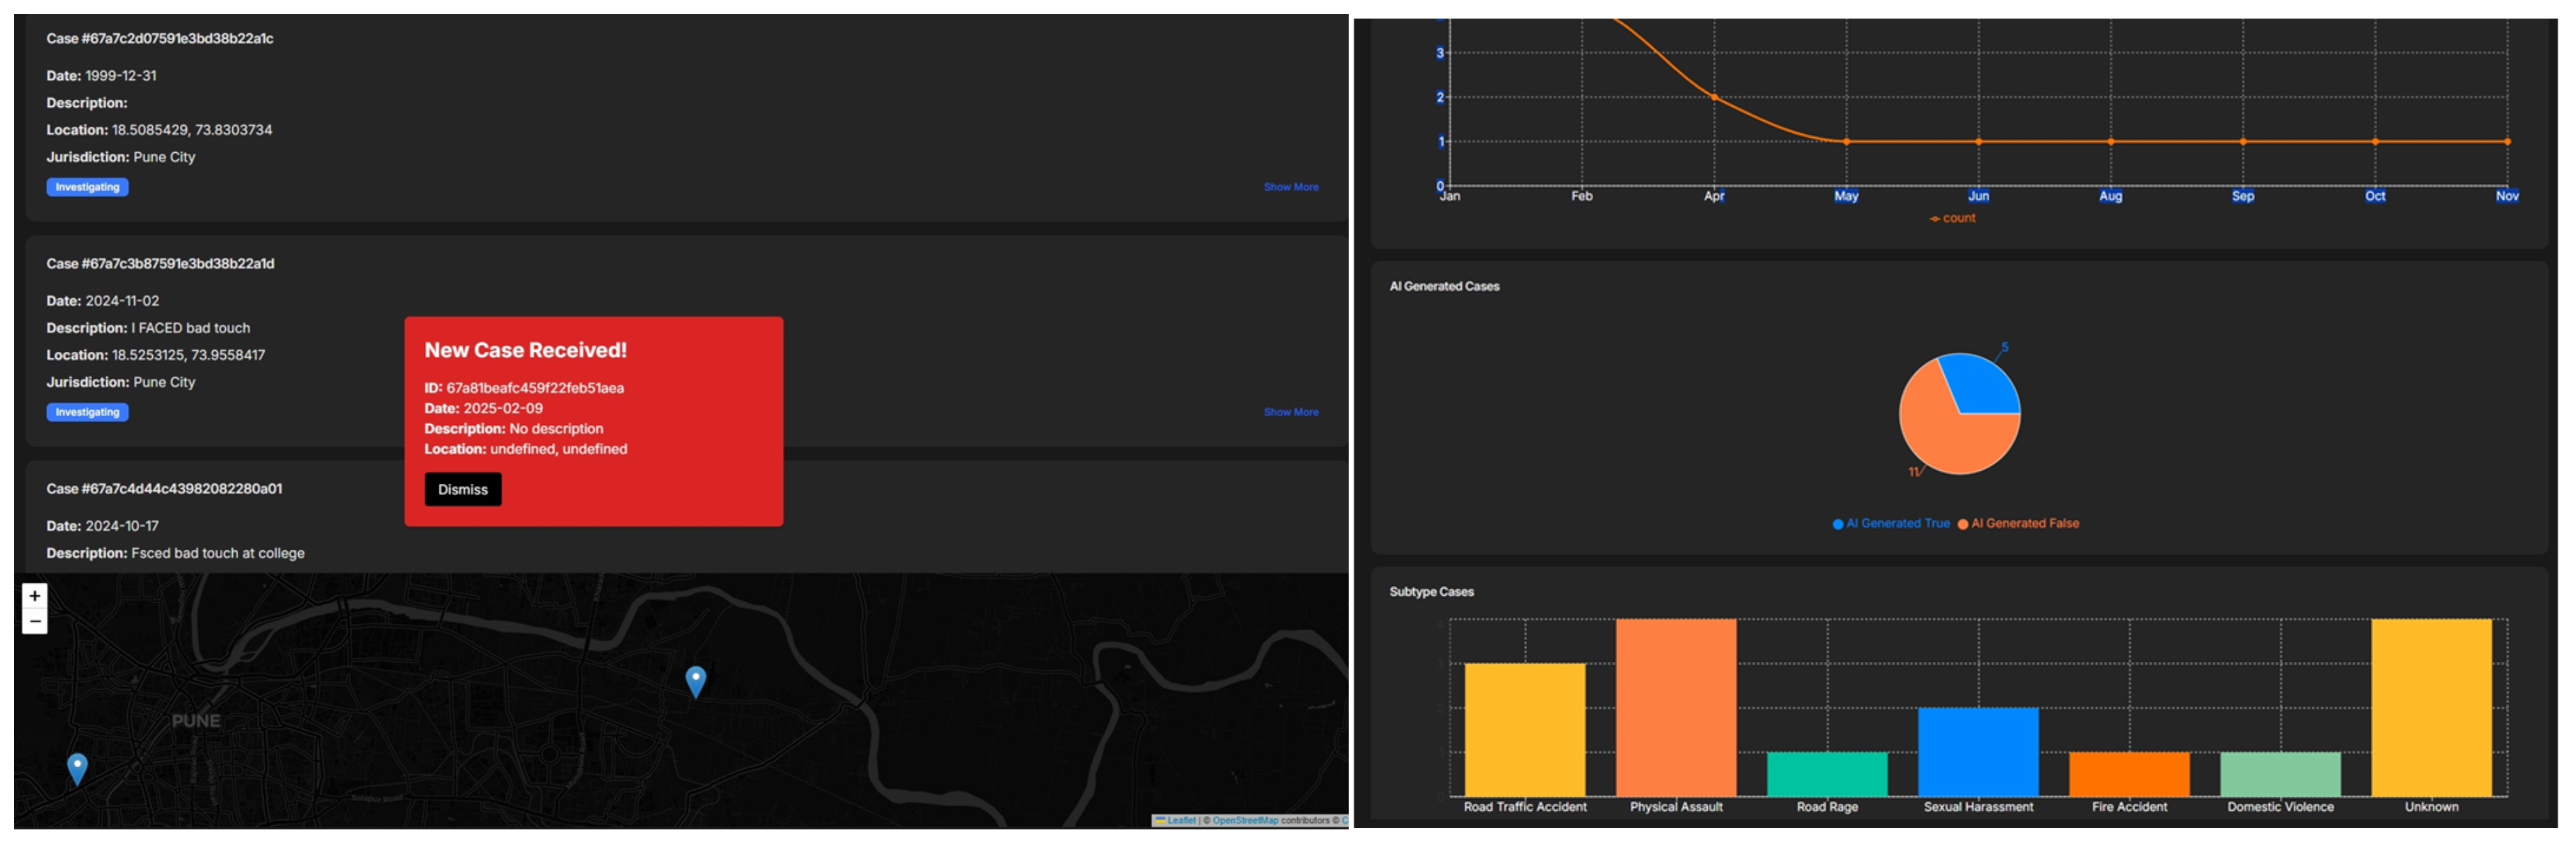 Case #67a7c2d07591e3bd38b22a1c
Date: 1999-12-31
Description:
Location: 18.5085429, 73.8303734
Jurisdiction: Pune City
Investigating
Show More
Case #67a7c3b87591e3bd38b22a1d
Date: 2024-11-02
Description: I FACED bad touch
Location: 18.5253125, 73.9558417
Jurisdiction: Pune City
Investigating
Show More
Case #67a7c4d44c43982082280a01
Date: 2024-10-17
Description: Fsced bad touch at college
New Case Received!
ID: 67a81beafc459f22feb51aea
Date: 2025-02-09
Description: No description
Location: undefined, undefined
Dismiss
+
−
PUNE
Solapur Road
Leaflet | © OpenStreetMap contributors © C
3
2
1
0
Jan Feb Apr May Jun Aug Sep Oct Nov
count
AI Generated Cases
5
11
AI Generated True AI Generated False
Subtype Cases
Road Traffic Accident Physical Assault Road Rage Sexual Harassment Fire Accident Domestic Violence Unknown